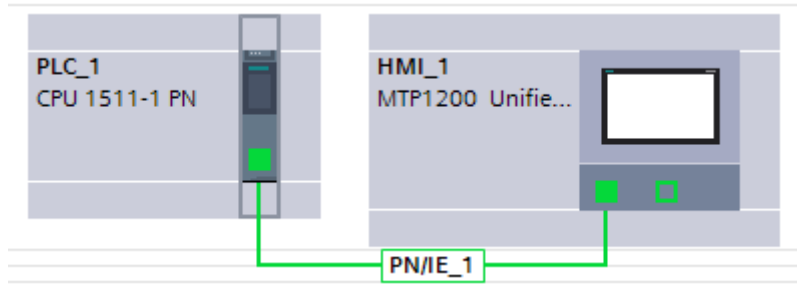 PLC_1
CPU 1511-1 PN
HMI_1
MTP1200 Unifie...
PN/IE_1